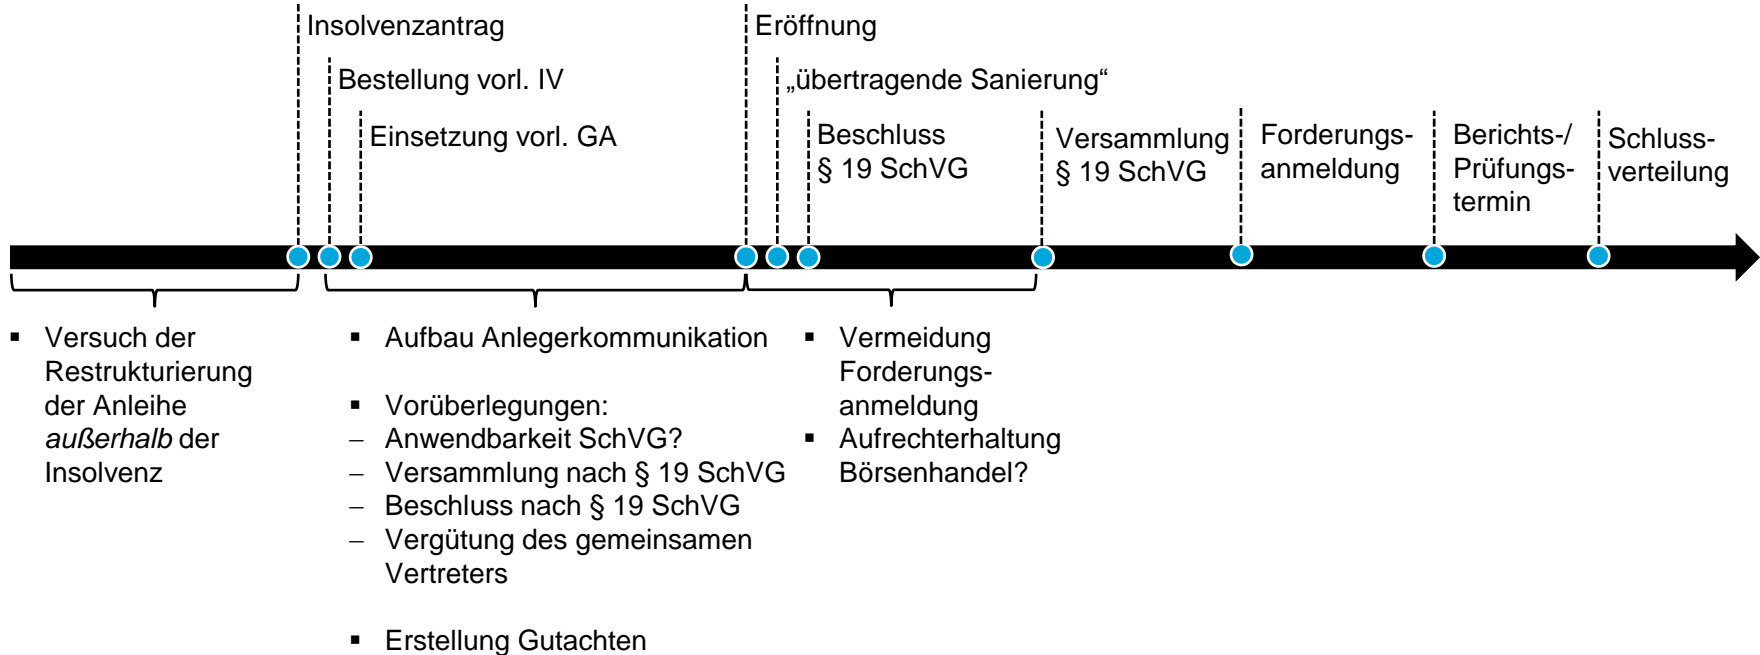 Insolvenzantrag
Bestellung vorl. IV
Einsetzung vorl. GA
Eröffnung
„übertragende Sanierung“
Beschluss
§ 19 SchVG
Versammlung
§ 19 SchVG
Forderungs-
anmeldung
Berichts-/
Prüfungs-
termin
Schluss-
verteilung
▪ Versuch der
Restrukturierung
der Anleihe
außerhalb der
Insolvenz
▪ Aufbau Anlegerkommunikation
▪ Vorüberlegungen:
– Anwendbarkeit SchVG?
– Versammlung nach § 19 SchVG
– Beschluss nach § 19 SchVG
– Vergütung des gemeinsamen
Vertreters
▪ Erstellung Gutachten
▪ Vermeidung
Forderungs-
anmeldung
▪ Aufrechterhaltung
Börsenhandel?